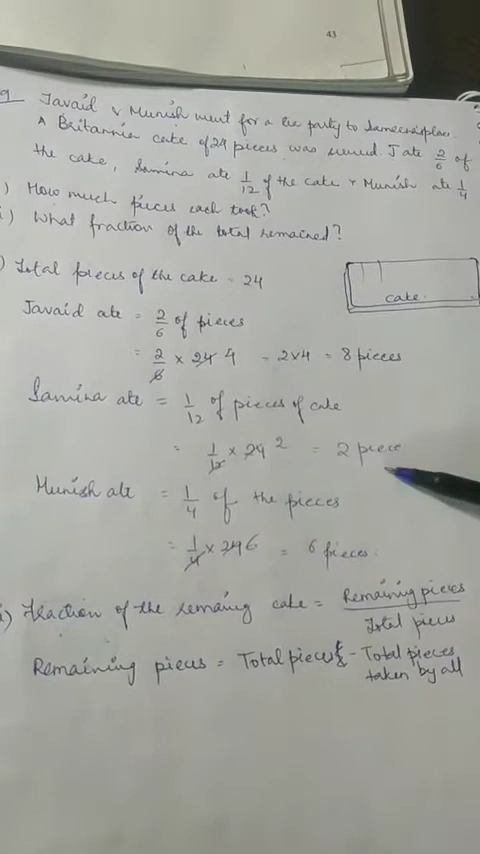 43
Javaid & Munish went for a tea party to Sameera's place.
A Britannia cake of 24 pieces was served. J ate 2/6 of
the cake, Samina ate 1/12 of the cake & Munish ate 1/4
) How much pieces each took?
i) What fraction of the total remained?
) Total pieces of the cake - 24
cake.
Javaid ate = 2/6 of pieces
= 2/6 x 24 4 - 2x4 = 8 pieces
Samina ate = 1/12 of pieces of cake
= 1/12 x 24 2 = 2 piece
Munish ate = 1/4 of the pieces
= 1/4 x 24 6 = 6 pieces.
i) Fraction of the remaing cake = Remaining pieces / Total pieces
Remaining pieces = Total pieces - Total pieces
taken by all